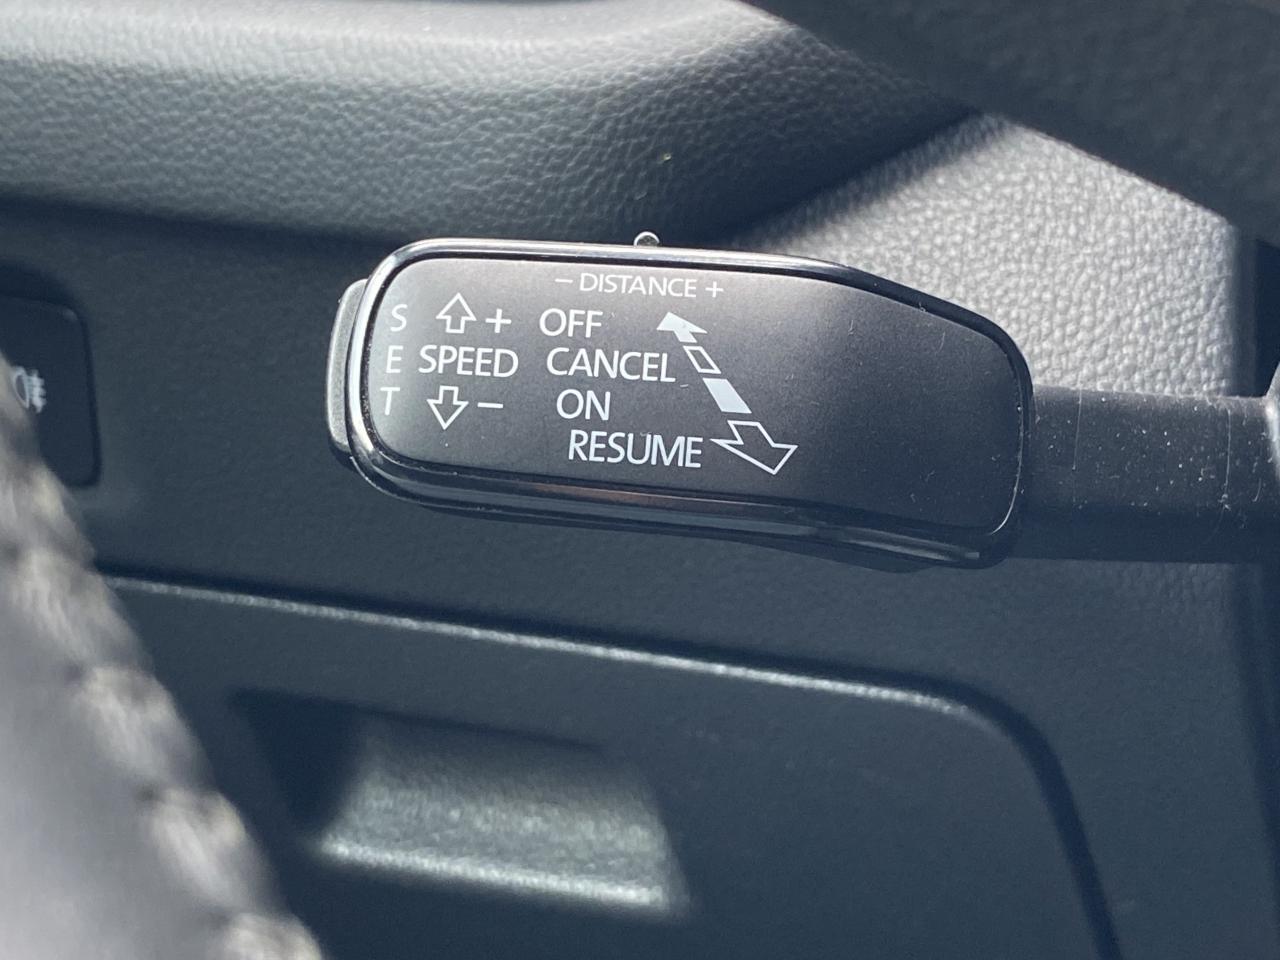 − DISTANCE +
S + OFF
E SPEED CANCEL
T − ON
RESUME